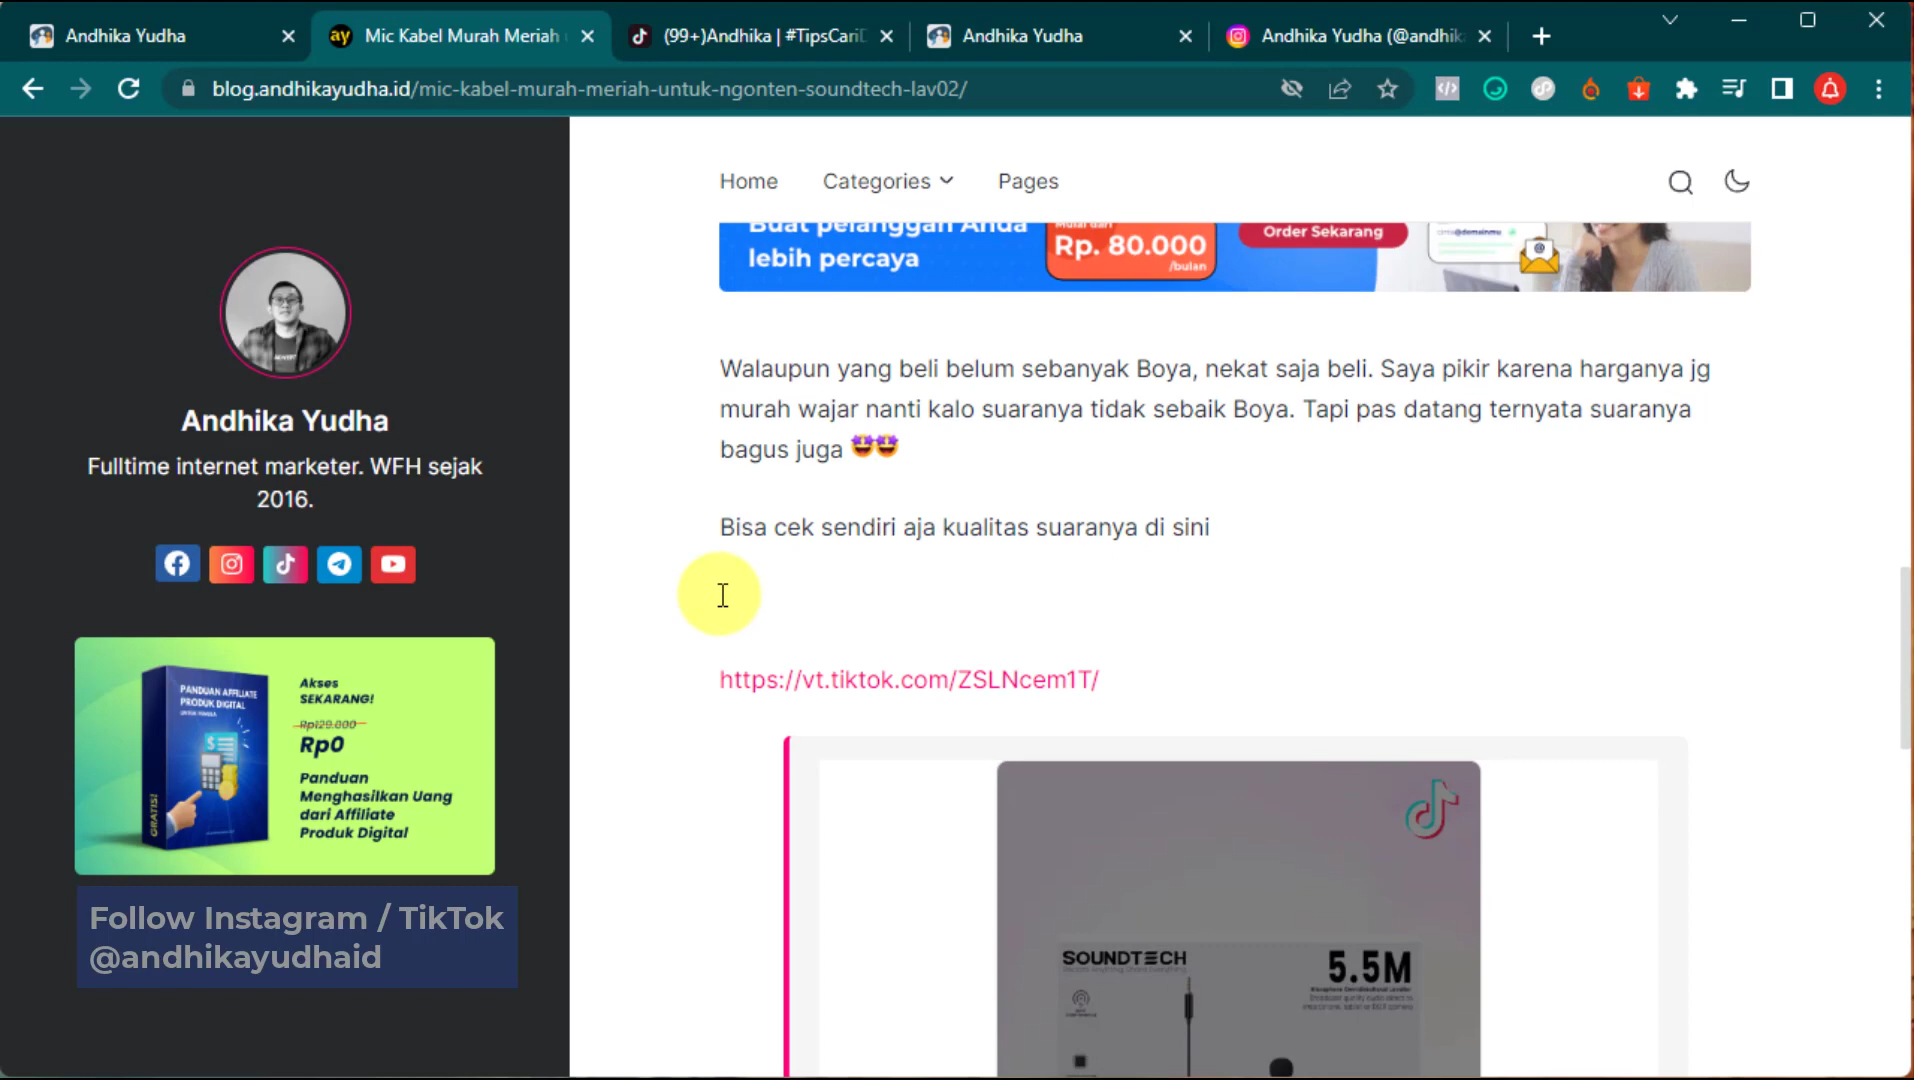 Andhika Yudha
Mic Kabel Murah Meriah
(99+)Andhika | #TipsCari
Andhika Yudha
Andhika Yudha (@andhik
blog.andhikayudha.id/mic-kabel-murah-meriah-untuk-ngonten-soundtech-lav02/
Home
Categories
Pages
Buat pelanggan Anda
lebih percaya
Mulai dari
Rp. 80.000
/bulan
Order Sekarang
Andhika Yudha
Fulltime internet marketer. WFH sejak
2016.
PANDUAN AFFILIATE
PRODUK DIGITAL
GRATIS!
Akses
SEKARANG!
Rp129.000
Rp0
Panduan
Menghasilkan Uang
dari Affiliate
Produk Digital
Follow Instagram / TikTok
@andhikayudhaid
Walaupun yang beli belum sebanyak Boya, nekat saja beli. Saya pikir karena harganya jg
murah wajar nanti kalo suaranya tidak sebaik Boya. Tapi pas datang ternyata suaranya
bagus juga 🤩🤩
Bisa cek sendiri aja kualitas suaranya di sini
https://vt.tiktok.com/ZSLNcem1T/
SOUNDTECH
5.5M